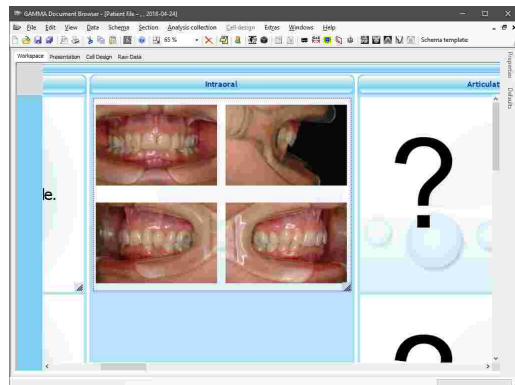 GAMMA Document Browser - [Patient file - ... 2016-04-24]
File Edit View Data Schema Section Analysis collection Cell design Extras Windows Help
65 % Schema template:
Workspace Presentation Cell Design Raw Data
Properties
Defaults
Intraoral
Articulat
le.
?